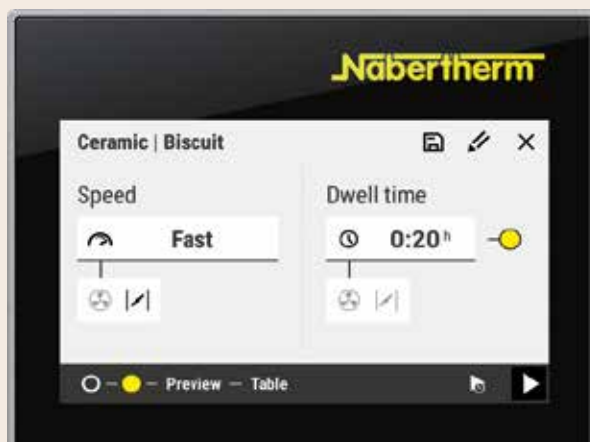 Nabertherm
Ceramic | Biscuit
Speed
Dwell time
Fast
0:20 h
Preview – Table